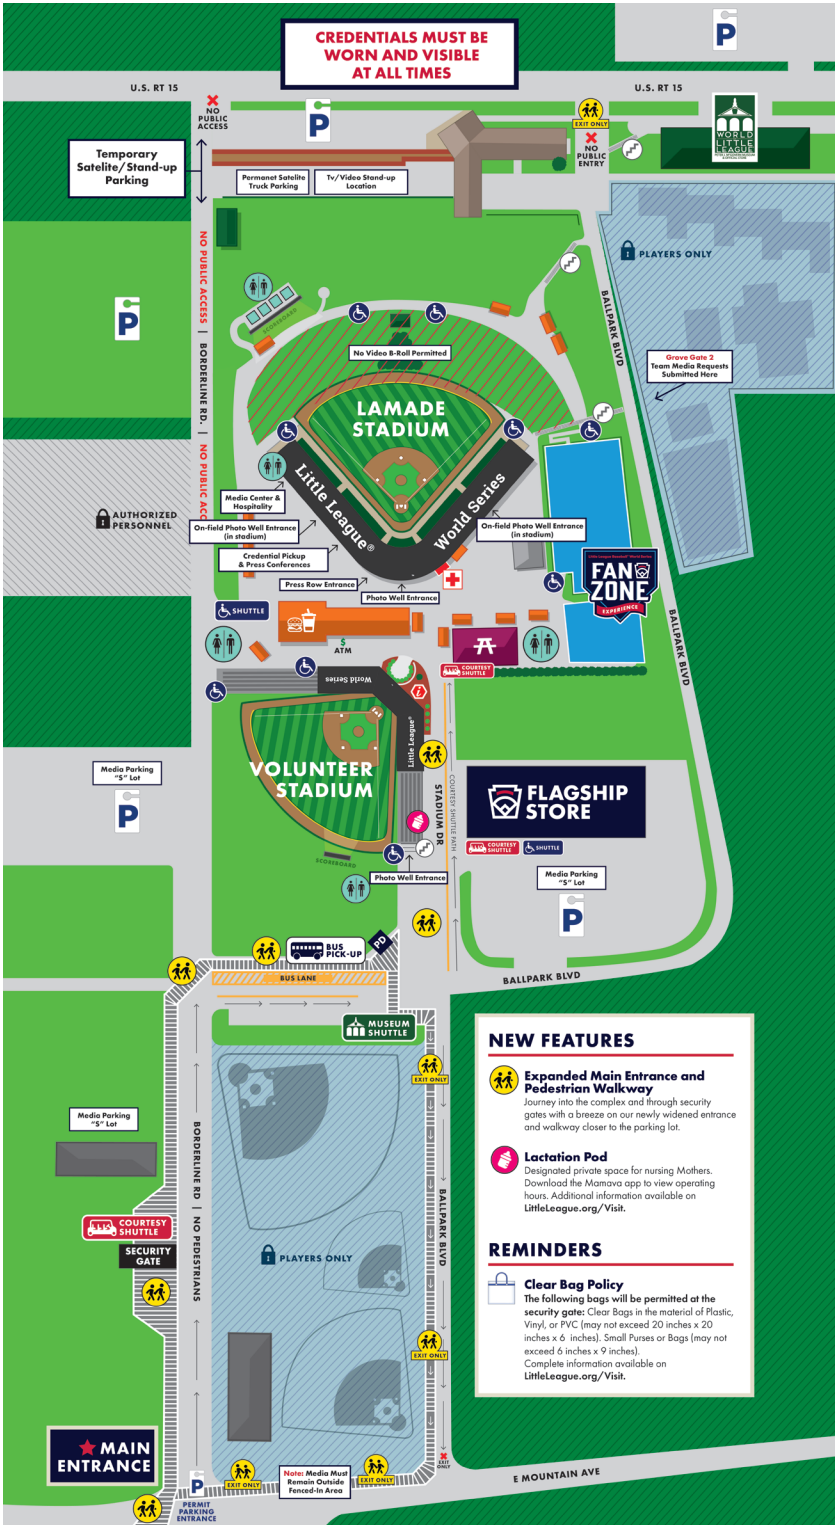 CREDENTIALS MUST BE
WORN AND VISIBLE
AT ALL TIMES
P
U.S. RT 15
U.S. RT 15
NO
PUBLIC
ACCESS
P
EXIT ONLY
NO
PUBLIC
ENTRY
WORLD
OF
LITTLE
LEAGUE
Temporary
Satelite/Stand-up
Parking
Permanet Satelite
Truck Parking
Tv/Video Stand-up
Location
NO PUBLIC ACCESS | BORDERLINE RD. | NO PUBLIC ACC
PLAYERS ONLY
BALLPARK BLVD
P
SCOREBOARD
No Video B-Roll Permitted
Grove Gate 2
Team Media Requests
Submitted Here
LAMADE
STADIUM
Little League®
World Series
AUTHORIZED
PERSONNEL
Media Center &
Hospitality
On-field Photo Well Entrance
(in stadium)
On-field Photo Well Entrance
(in stadium)
Credential Pickup
& Press Conferences
Press Row Entrance
Photo Well Entrance
Little League Baseball® World Series
FAN
ZONE
EXPERIENCE
SHUTTLE
$
ATM
BALLPARK BLVD
COURTESY
SHUTTLE
World Series
i
Little League®
VOLUNTEER
STADIUM
Media Parking
"S" Lot
P
STADIUM DR
COURTESY SHUTTLE PATH
FLAGSHIP
STORE
COURTESY
SHUTTLE
SHUTTLE
SCOREBOARD
Photo Well Entrance
Media Parking
"S" Lot
P
BUS
PICK-UP
PD
BUS LANE
BALLPARK BLVD
MUSEUM
SHUTTLE
EXIT ONLY
NEW FEATURES
Expanded Main Entrance and
Pedestrian Walkway
Journey into the complex and through security
gates with a breeze on our newly widened entrance
and walkway closer to the parking lot.
Lactation Pod
Designated private space for nursing Mothers.
Download the Mamava app to view operating
hours. Additional information available on
LittleLeague.org/Visit.
REMINDERS
Clear Bag Policy
The following bags will be permitted at the
security gate: Clear Bags in the material of Plastic,
Vinyl, or PVC (may not exceed 20 inches x 20
inches x 6 inches). Small Purses or Bags (may not
exceed 6 inches x 9 inches).
Complete information available on
LittleLeague.org/Visit.
Media Parking
"S" Lot
BORDERLINE RD | NO PEDESTRIANS
BALLPARK BLVD
COURTESY
SHUTTLE
SECURITY
GATE
PLAYERS ONLY
EXIT ONLY
MAIN
ENTRANCE
EXIT ONLY
Note: Media Must
Remain Outside
Fenced-In Area
EXIT ONLY
EXIT
ONLY
P
PERMIT
PARKING
ENTRANCE
E MOUNTAIN AVE